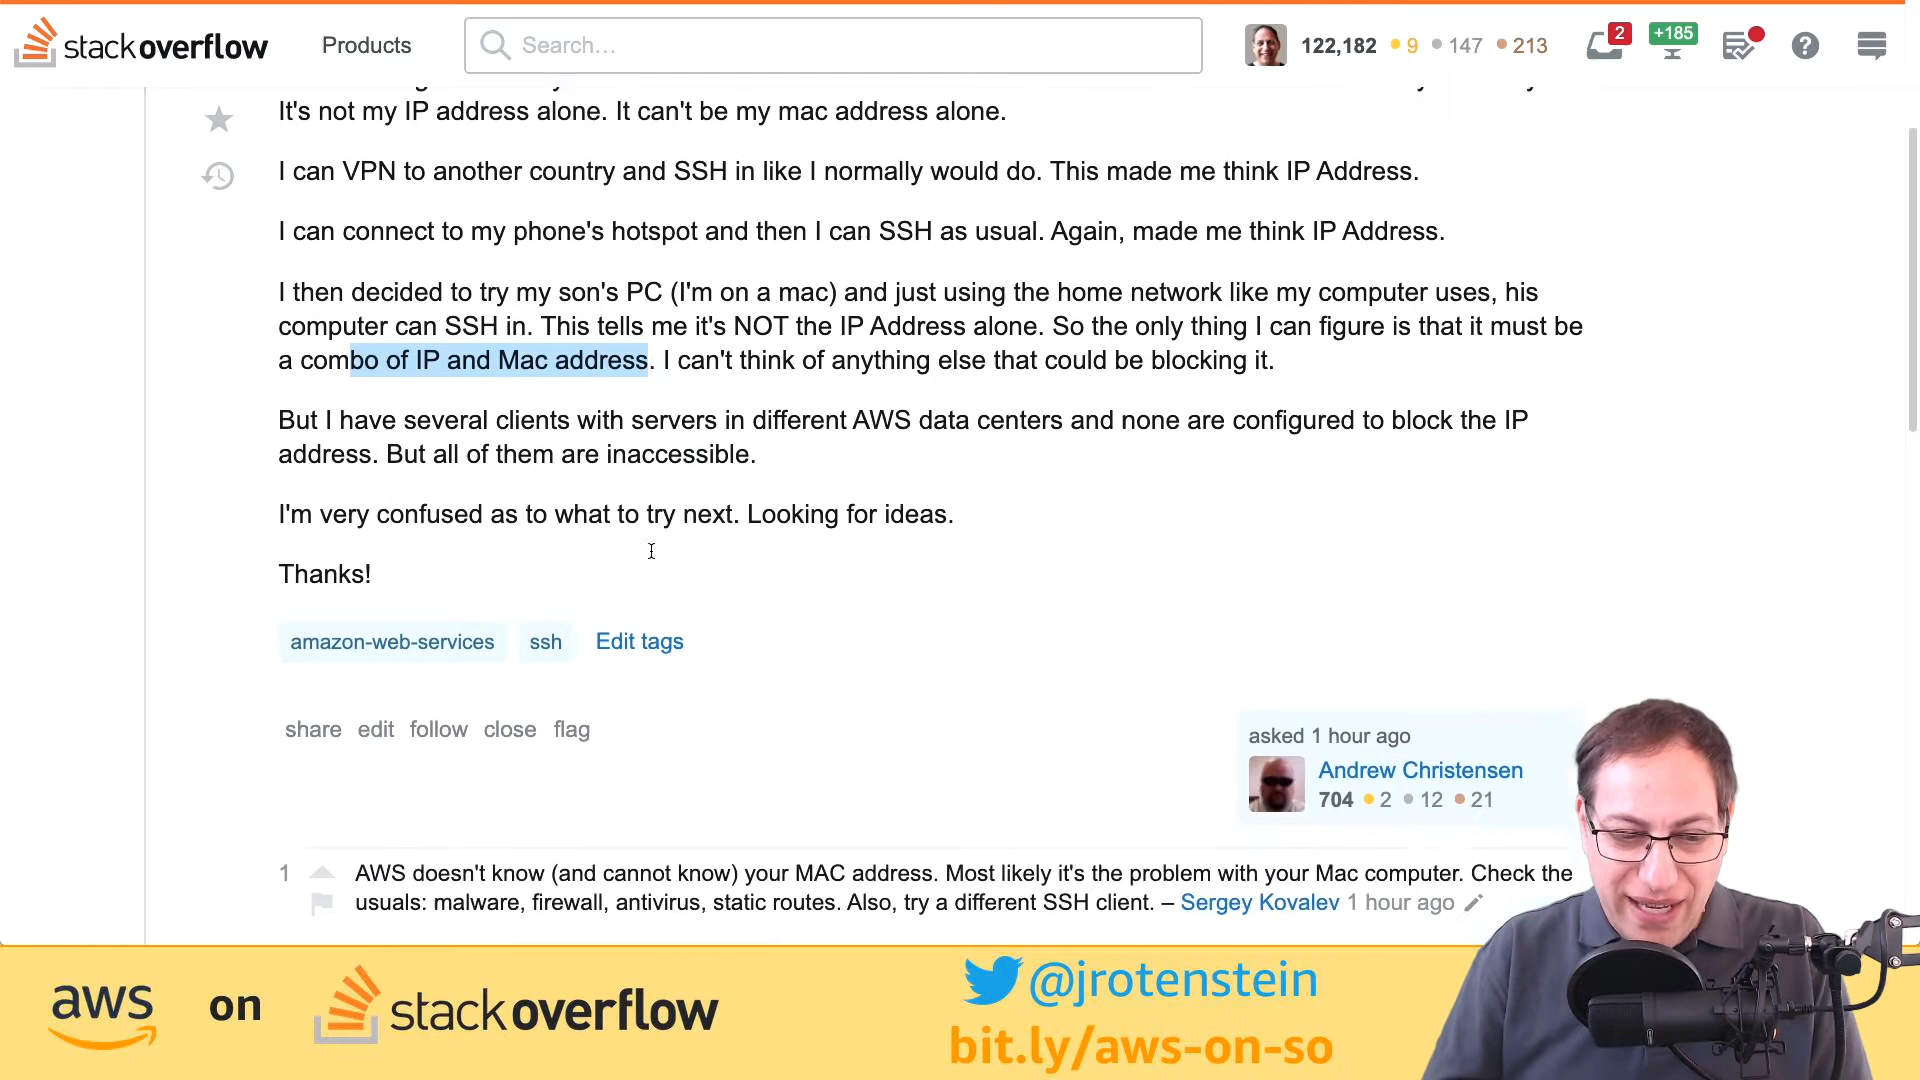 stackoverflow Products Search... 122,182 9 147 213 2 +185
It's not my IP address alone. It can't be my mac address alone.
I can VPN to another country and SSH in like I normally would do. This made me think IP Address.
I can connect to my phone's hotspot and then I can SSH as usual. Again, made me think IP Address.
I then decided to try my son's PC (I'm on a mac) and just using the home network like my computer uses, his
computer can SSH in. This tells me it's NOT the IP Address alone. So the only thing I can figure is that it must be
a combo of IP and Mac address. I can't think of anything else that could be blocking it.
But I have several clients with servers in different AWS data centers and none are configured to block the IP
address. But all of them are inaccessible.
I'm very confused as to what to try next. Looking for ideas.
Thanks!
amazon-web-services ssh Edit tags
share edit follow close flag
asked 1 hour ago
Andrew Christensen
704 2 12 21
1 AWS doesn't know (and cannot know) your MAC address. Most likely it's the problem with your Mac computer. Check the
usuals: malware, firewall, antivirus, static routes. Also, try a different SSH client. – Sergey Kovalev 1 hour ago
aws on stackoverflow
@jrotenstein
bit.ly/aws-on-so